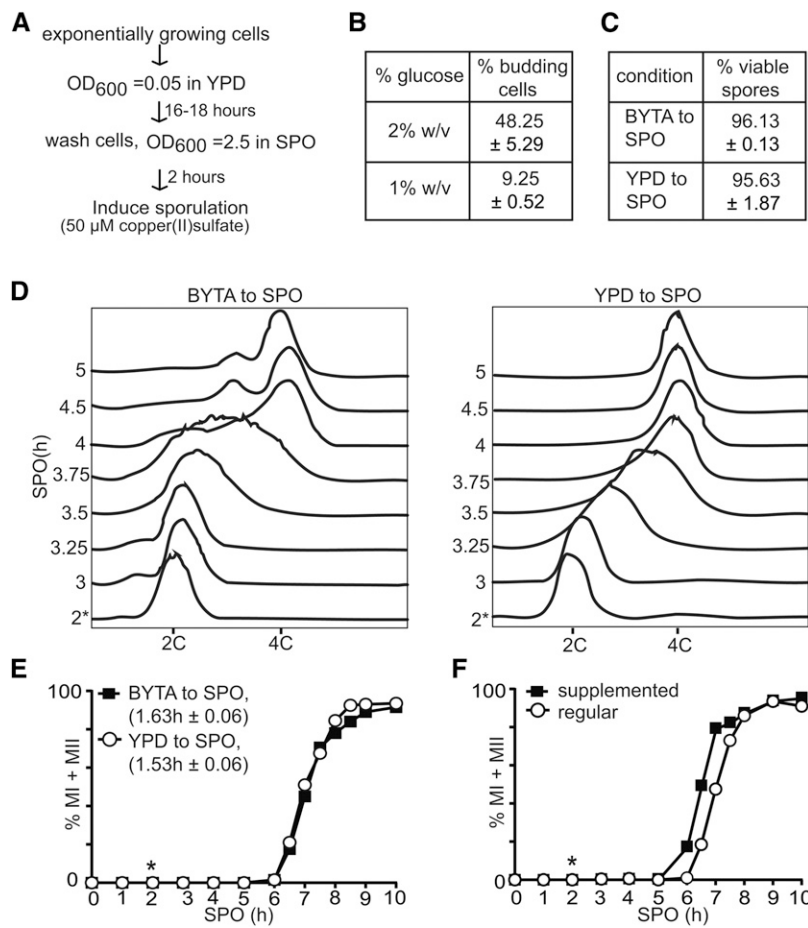 A
exponentially growing cells
OD600 =0.05 in YPD
16-18 hours
wash cells, OD600 =2.5 in SPO
2 hours
Induce sporulation
(50 µM copper(II)sulfate)
B
% glucose
% budding
cells
2% w/v
48.25
± 5.29
1% w/v
9.25
± 0.52
C
condition
% viable
spores
BYTA to
SPO
96.13
± 0.13
YPD to
SPO
95.63
± 1.87
D
BYTA to SPO
YPD to SPO
SPO(h)
5
4.5
4
3.75
3.5
3.25
3
2*
2C
4C
5
4.5
4
3.75
3.5
3.25
3
2*
2C
4C
E
100
BYTA to SPO,
(1.63h ± 0.06)
YPD to SPO,
(1.53h ± 0.06)
% MI + MII
*
0
0 1 2 3 4 5 6 7 8 9 10
SPO (h)
F
100
supplemented
regular
% MI + MII
*
0
0 1 2 3 4 5 6 7 8 9 10
SPO (h)